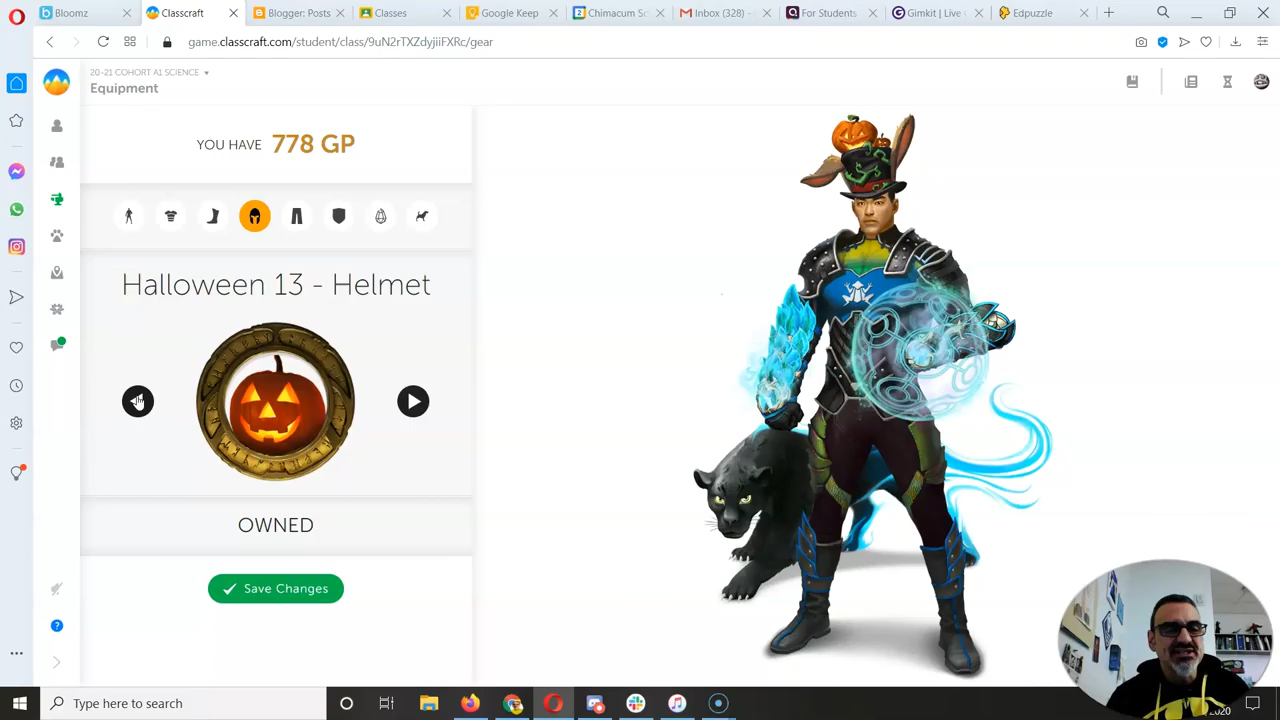 Bloomz
Classcraft
Blogger: Posts
Classes
Google Keep
Chimacum Sc
Inbox (328)
For Students
Gimkit | Live
Edpuzzle
game.classcraft.com/student/class/9uN2rTXZdyjiiFXRc/gear
20-21 COHORT A1 SCIENCE
Equipment
YOU HAVE 778 GP
Halloween 13 - Helmet
OWNED
Save Changes
?
Type here to search
2020